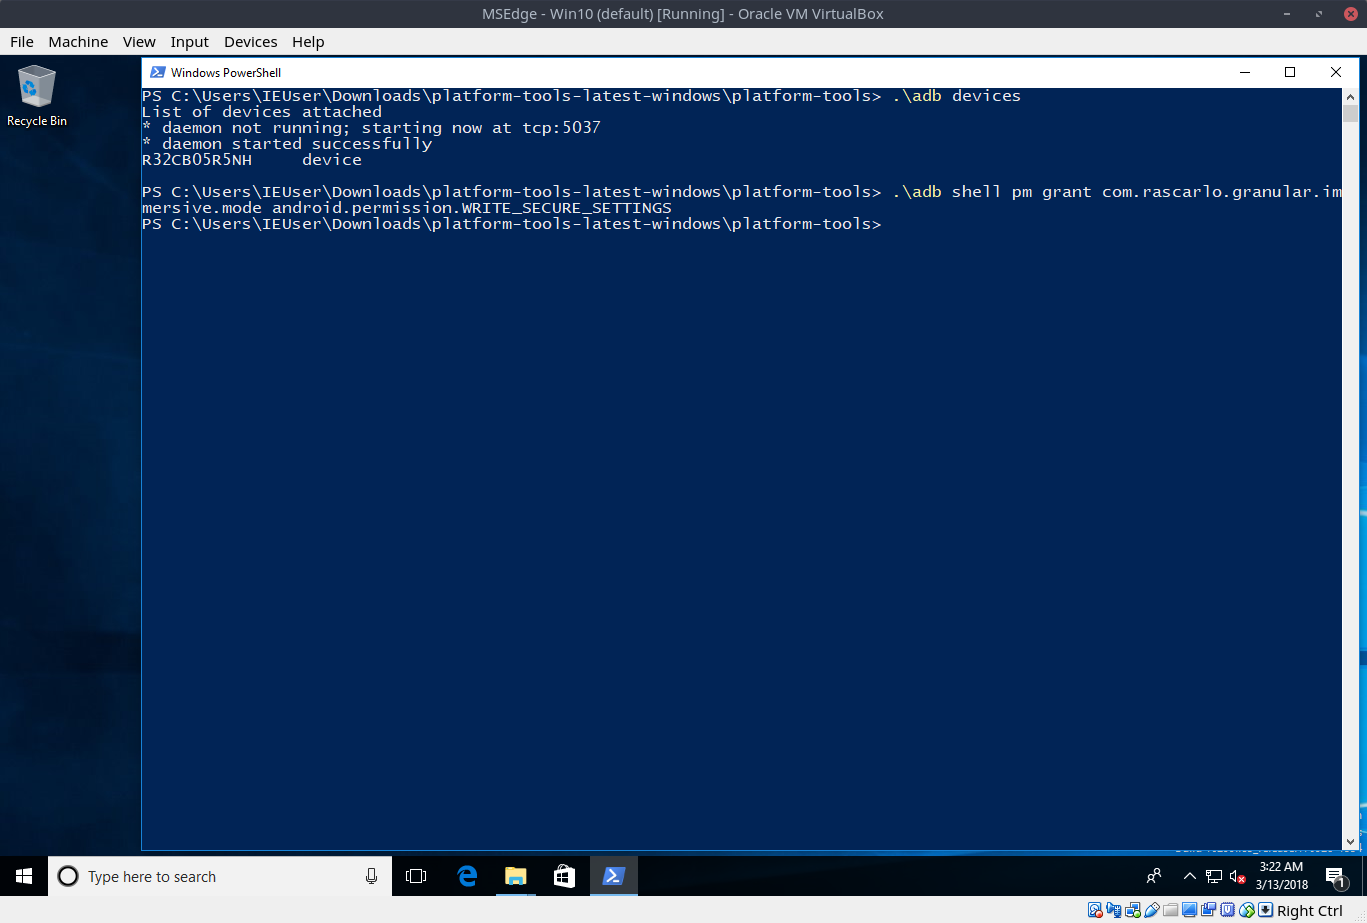 MSEdge - Win10 (default) [Running] - Oracle VM VirtualBox
File Machine View Input Devices Help
Windows PowerShell
Recycle Bin
PS C:\Users\IEUser\Downloads\platform-tools-latest-windows\platform-tools> .\adb devices
List of devices attached
* daemon not running; starting now at tcp:5037
* daemon started successfully
R32CB05R5NH device
PS C:\Users\IEUser\Downloads\platform-tools-latest-windows\platform-tools> .\adb shell pm grant com.rascarlo.granular.im
mersive.mode android.permission.WRITE_SECURE_SETTINGS
PS C:\Users\IEUser\Downloads\platform-tools-latest-windows\platform-tools>
Type here to search
3:22 AM
3/13/2018
1
Right Ctrl